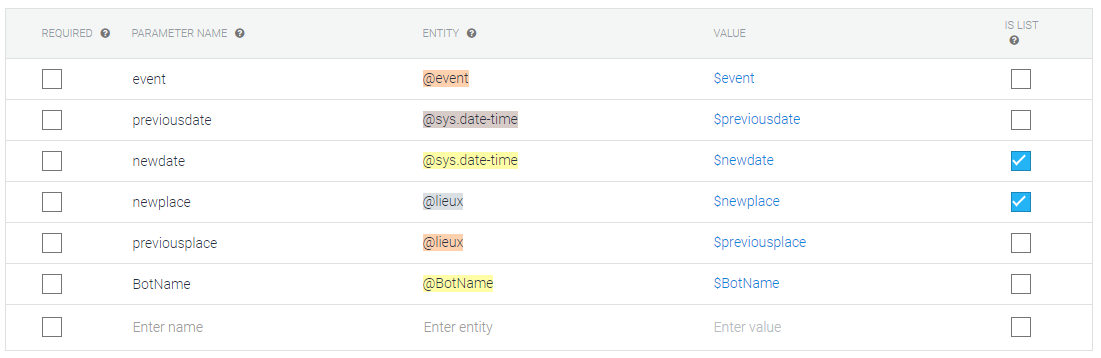 REQUIRED PARAMETER NAME ENTITY VALUE IS LIST
event @event $event
previousdate @sys.date-time $previousdate
newdate @sys.date-time $newdate
newplace @lieux $newplace
previousplace @lieux $previousplace
BotName @BotName $BotName
Enter name Enter entity Enter value